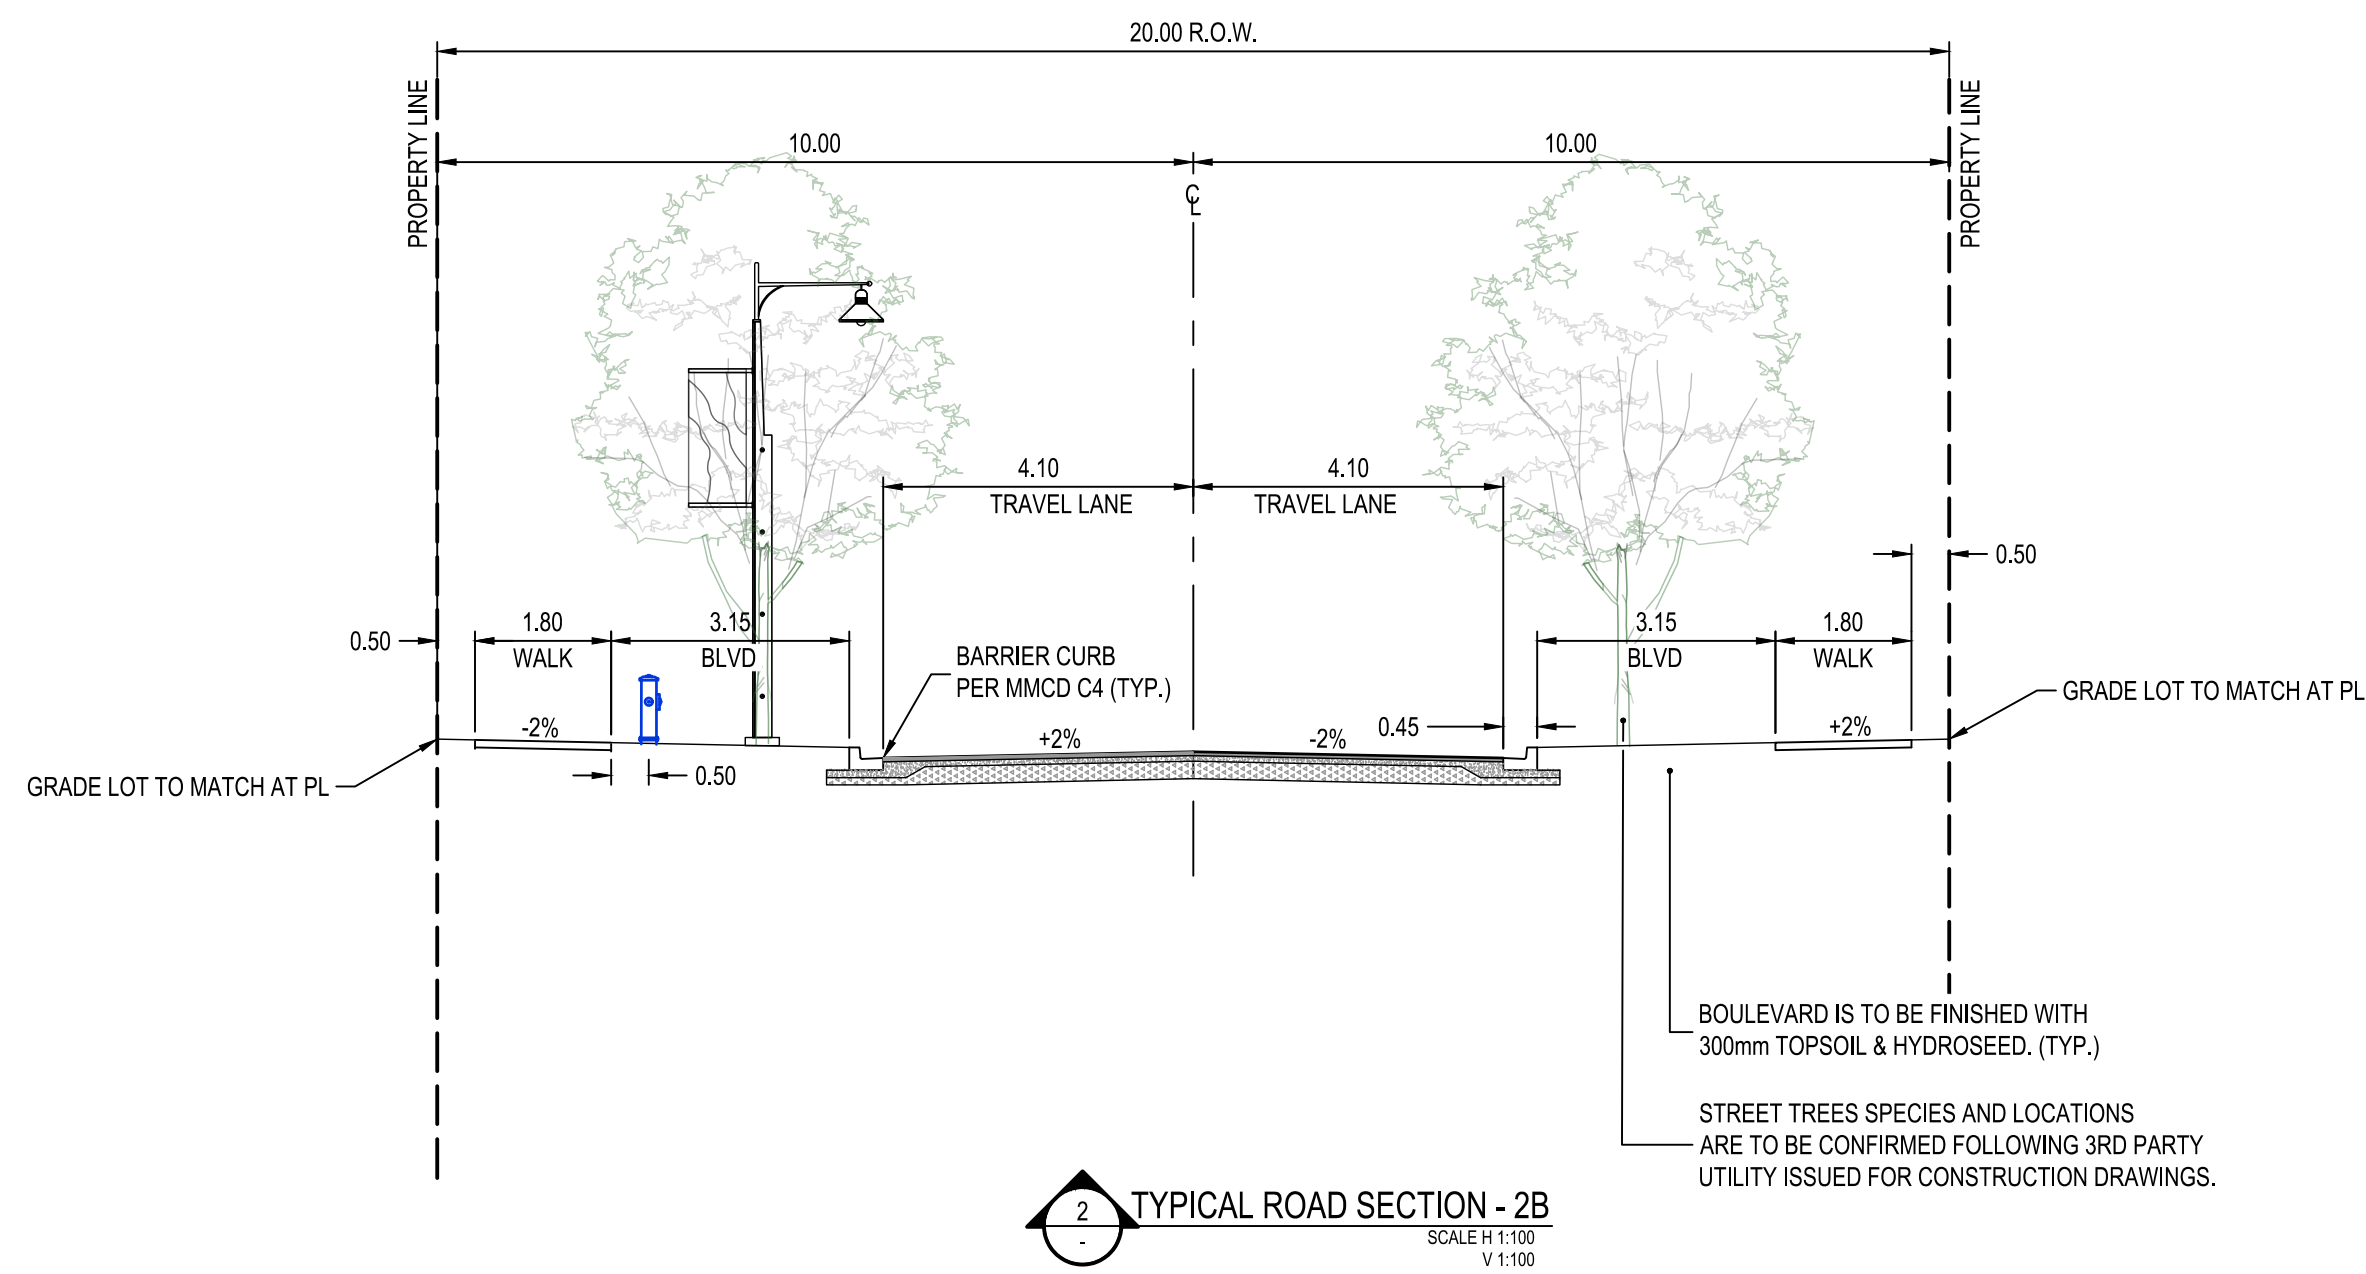 20.00 R.O.W.
PROPERTY LINE
PROPERTY LINE
10.00
10.00
CL
4.10
TRAVEL LANE
4.10
TRAVEL LANE
0.50
0.50
1.80
WALK
3.15
BLVD
3.15
BLVD
1.80
WALK
BARRIER CURB
PER MMCD C4 (TYP.)
GRADE LOT TO MATCH AT PL
-2%
+2%
-2%
0.45
+2%
GRADE LOT TO MATCH AT PL
0.50
BOULEVARD IS TO BE FINISHED WITH
300mm TOPSOIL & HYDROSEED. (TYP.)
STREET TREES SPECIES AND LOCATIONS
ARE TO BE CONFIRMED FOLLOWING 3RD PARTY
UTILITY ISSUED FOR CONSTRUCTION DRAWINGS.
2
-
TYPICAL ROAD SECTION - 2B
SCALE H 1:100
V 1:100